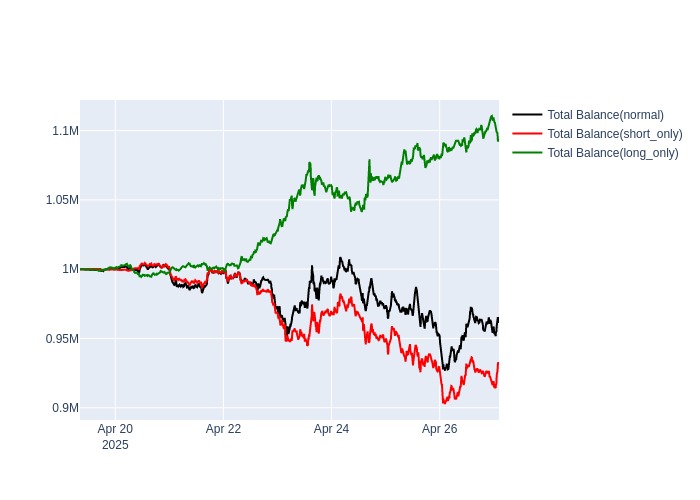 Total Balance(normal)
Total Balance(short_only)
Total Balance(long_only)
1.1M
1.05M
1M
0.95M
0.9M
Apr 20
2025
Apr 22
Apr 24
Apr 26